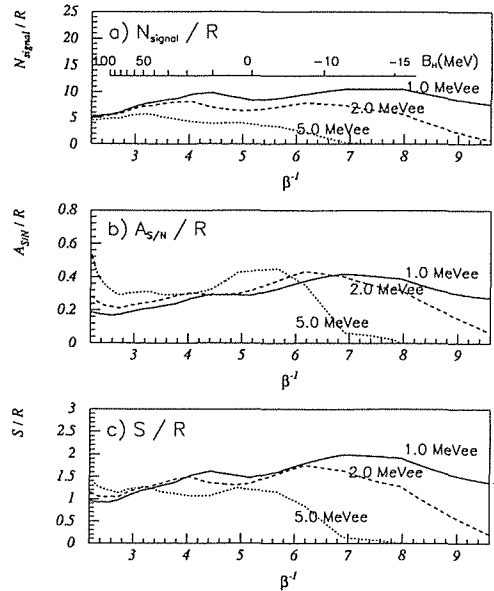 N_signal / R
25
20
15
10
5
0
a) N_signal / R
100 50 20 0 -10 -15 B_H(MeV)
1.0 MeVee
2.0 MeVee
5.0 MeVee
3 4 5 6 7 8 9
β⁻¹
A_S/N / R
0.8
0.6
0.4
0.2
0
b) A_S/N / R
1.0 MeVee
2.0 MeVee
5.0 MeVee
3 4 5 6 7 8 9
β⁻¹
S / R
3
2.5
2
1.5
1
0.5
0
c) S / R
1.0 MeVee
2.0 MeVee
5.0 MeVee
3 4 5 6 7 8 9
β⁻¹